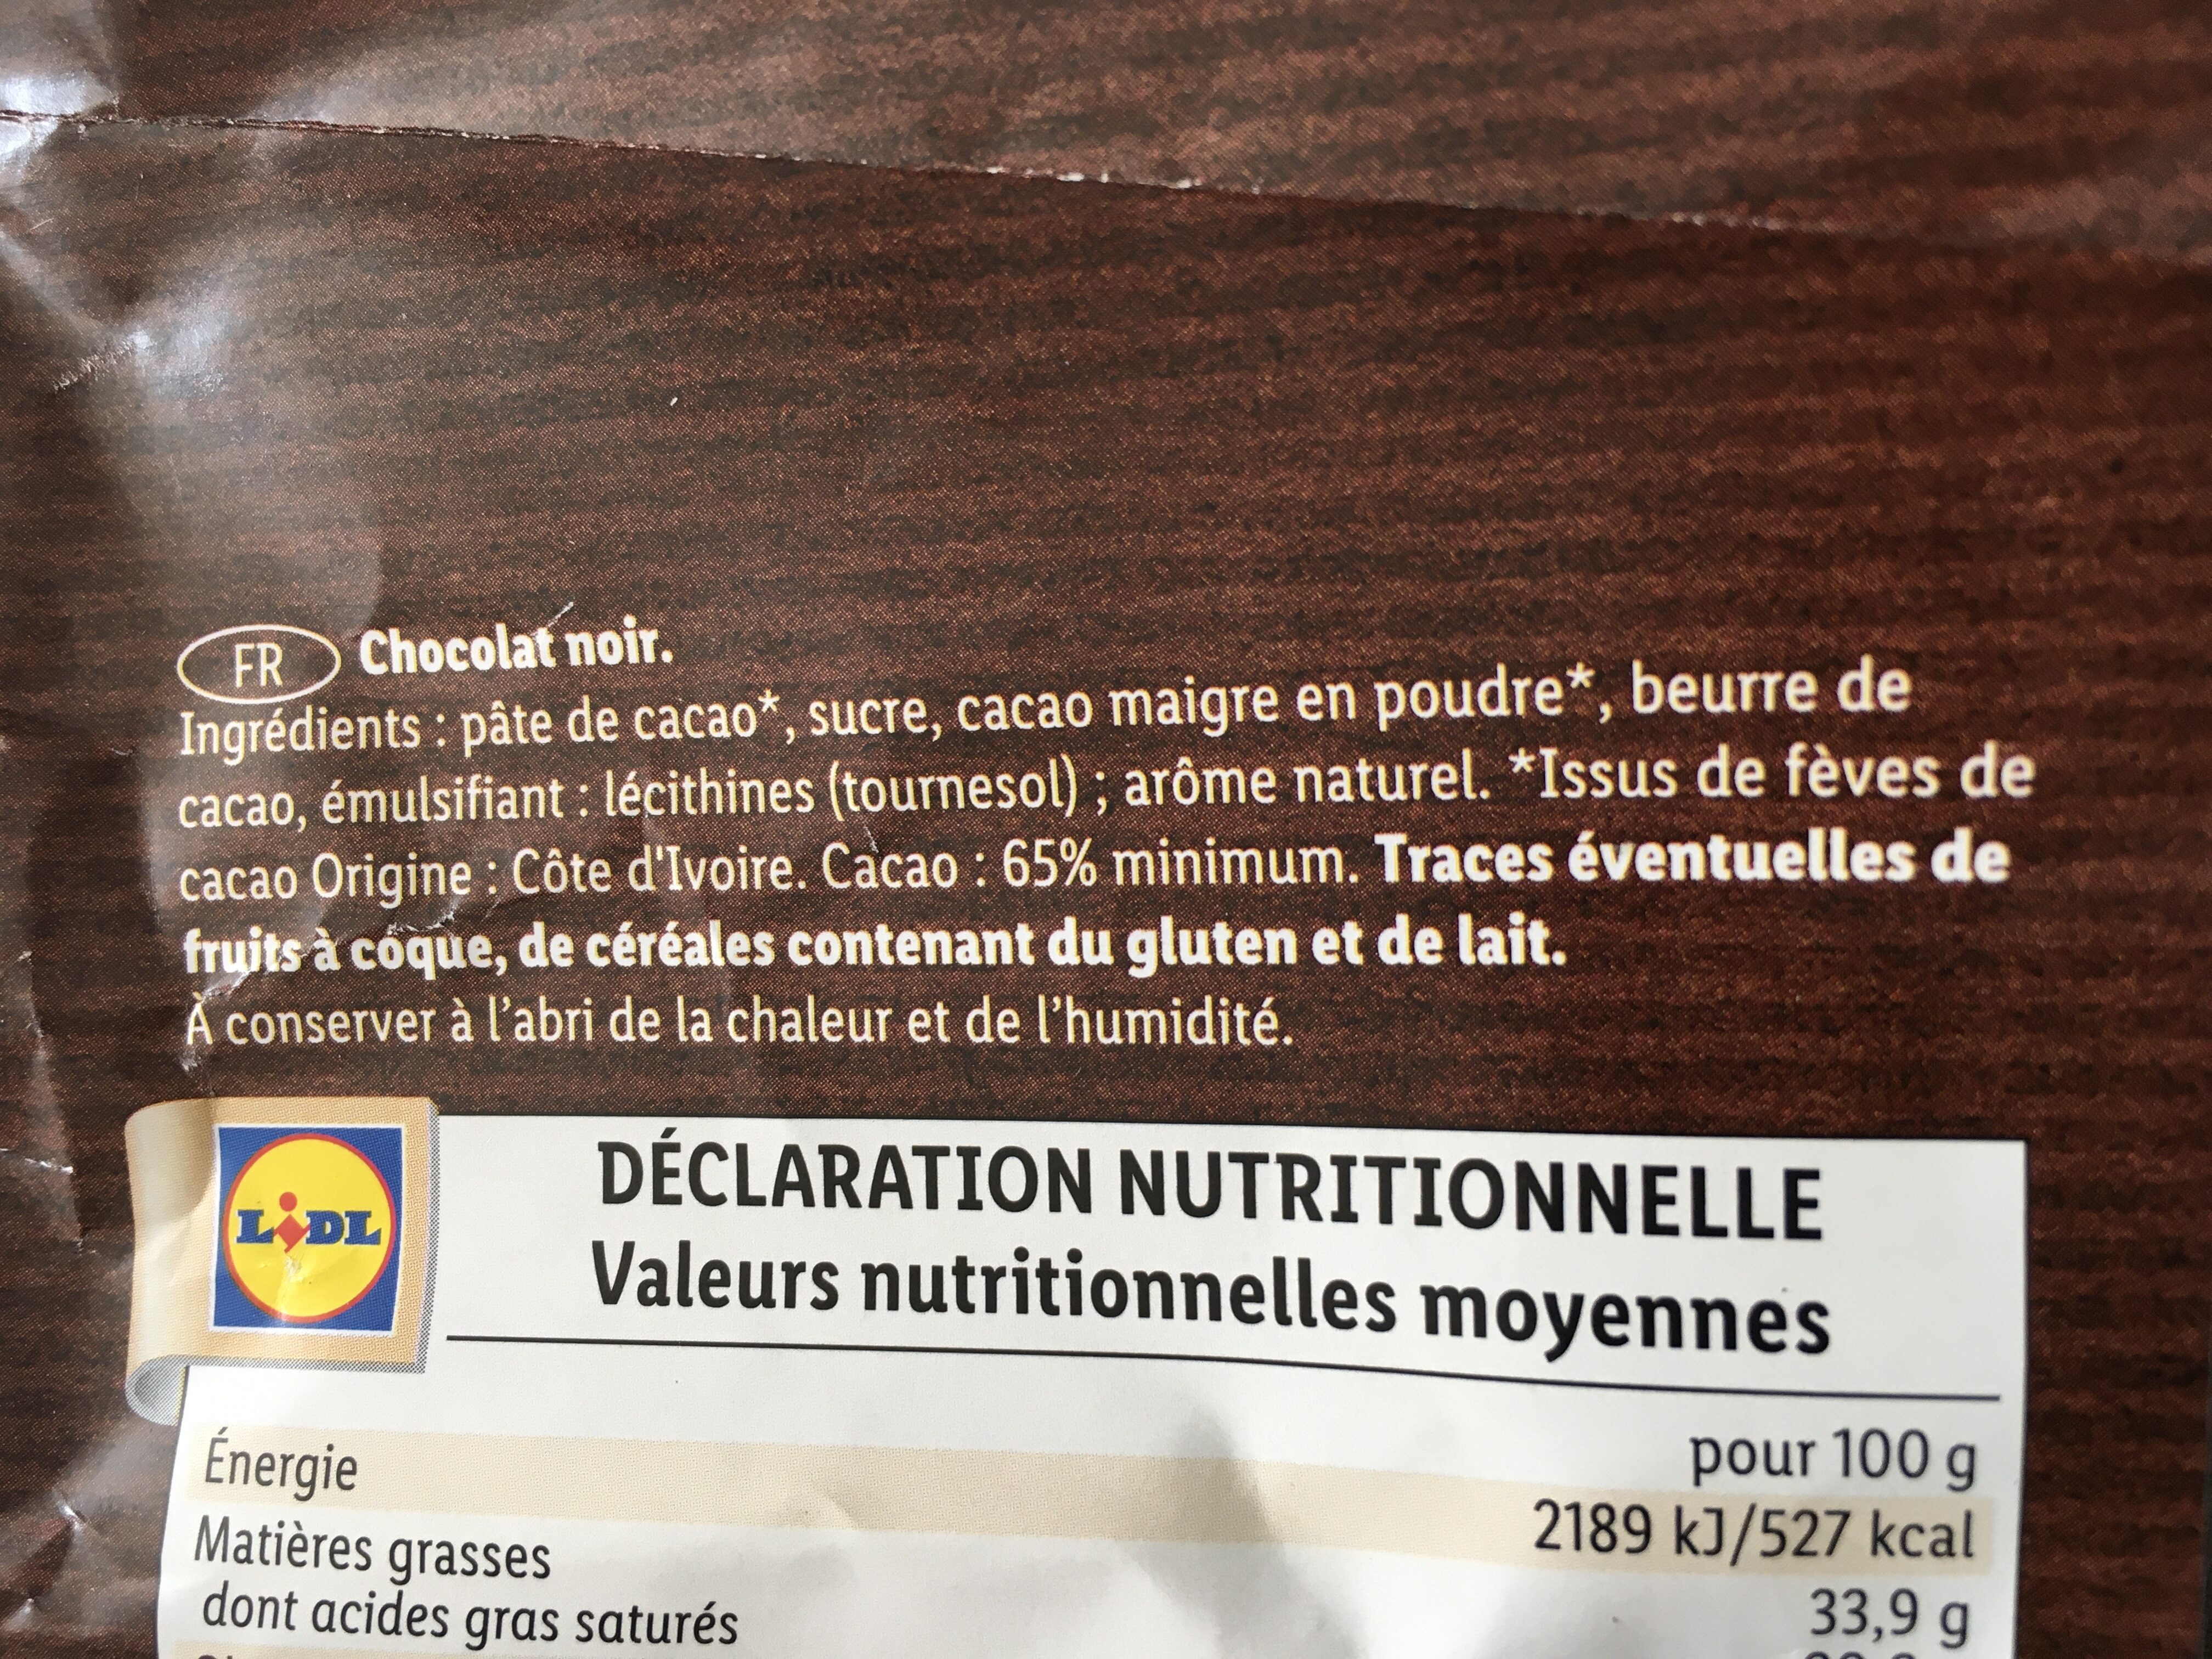 FR Chocolat noir.
Ingrédients : pâte de cacao*, sucre, cacao maigre en poudre*, beurre de
cacao, émulsifiant : lécithines (tournesol) ; arôme naturel. *Issus de fèves de
cacao Origine : Côte d'Ivoire. Cacao : 65% minimum. Traces éventuelles de
fruits à coque, de céréales contenant du gluten et de lait.
À conserver à l’abri de la chaleur et de l’humidité.
LIDL
DÉCLARATION NUTRITIONNELLE
Valeurs nutritionnelles moyennes
pour 100 g
Énergie 2189 kJ/527 kcal
Matières grasses 33,9 g
dont acides gras saturés